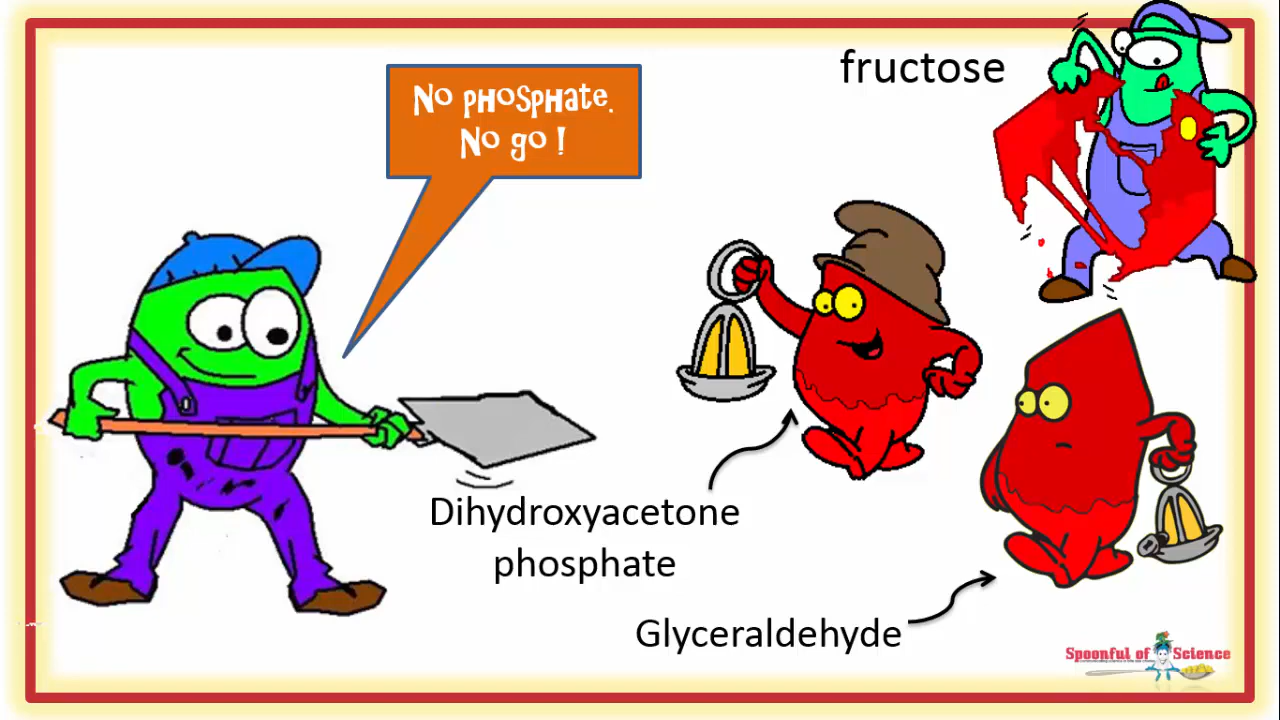 No phosphate.
No go !
fructose
Dihydroxyacetone
phosphate
Glyceraldehyde
Spoonful of Science